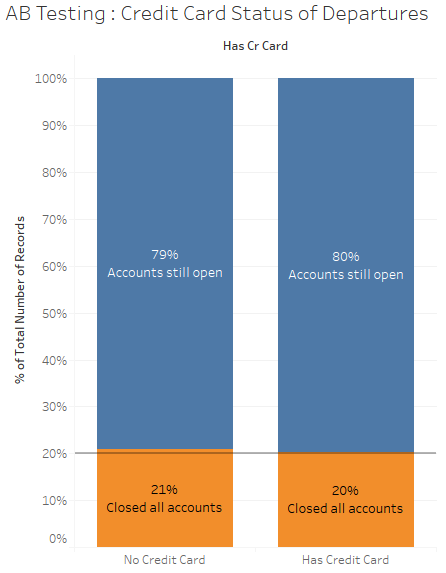 AB Testing : Credit Card Status of Departures
Has Cr Card
% of Total Number of Records
100%
90%
80%
70%
60%
50%
40%
30%
20%
10%
0%
79%
Accounts still open
80%
Accounts still open
21%
Closed all accounts
20%
Closed all accounts
No Credit Card
Has Credit Card